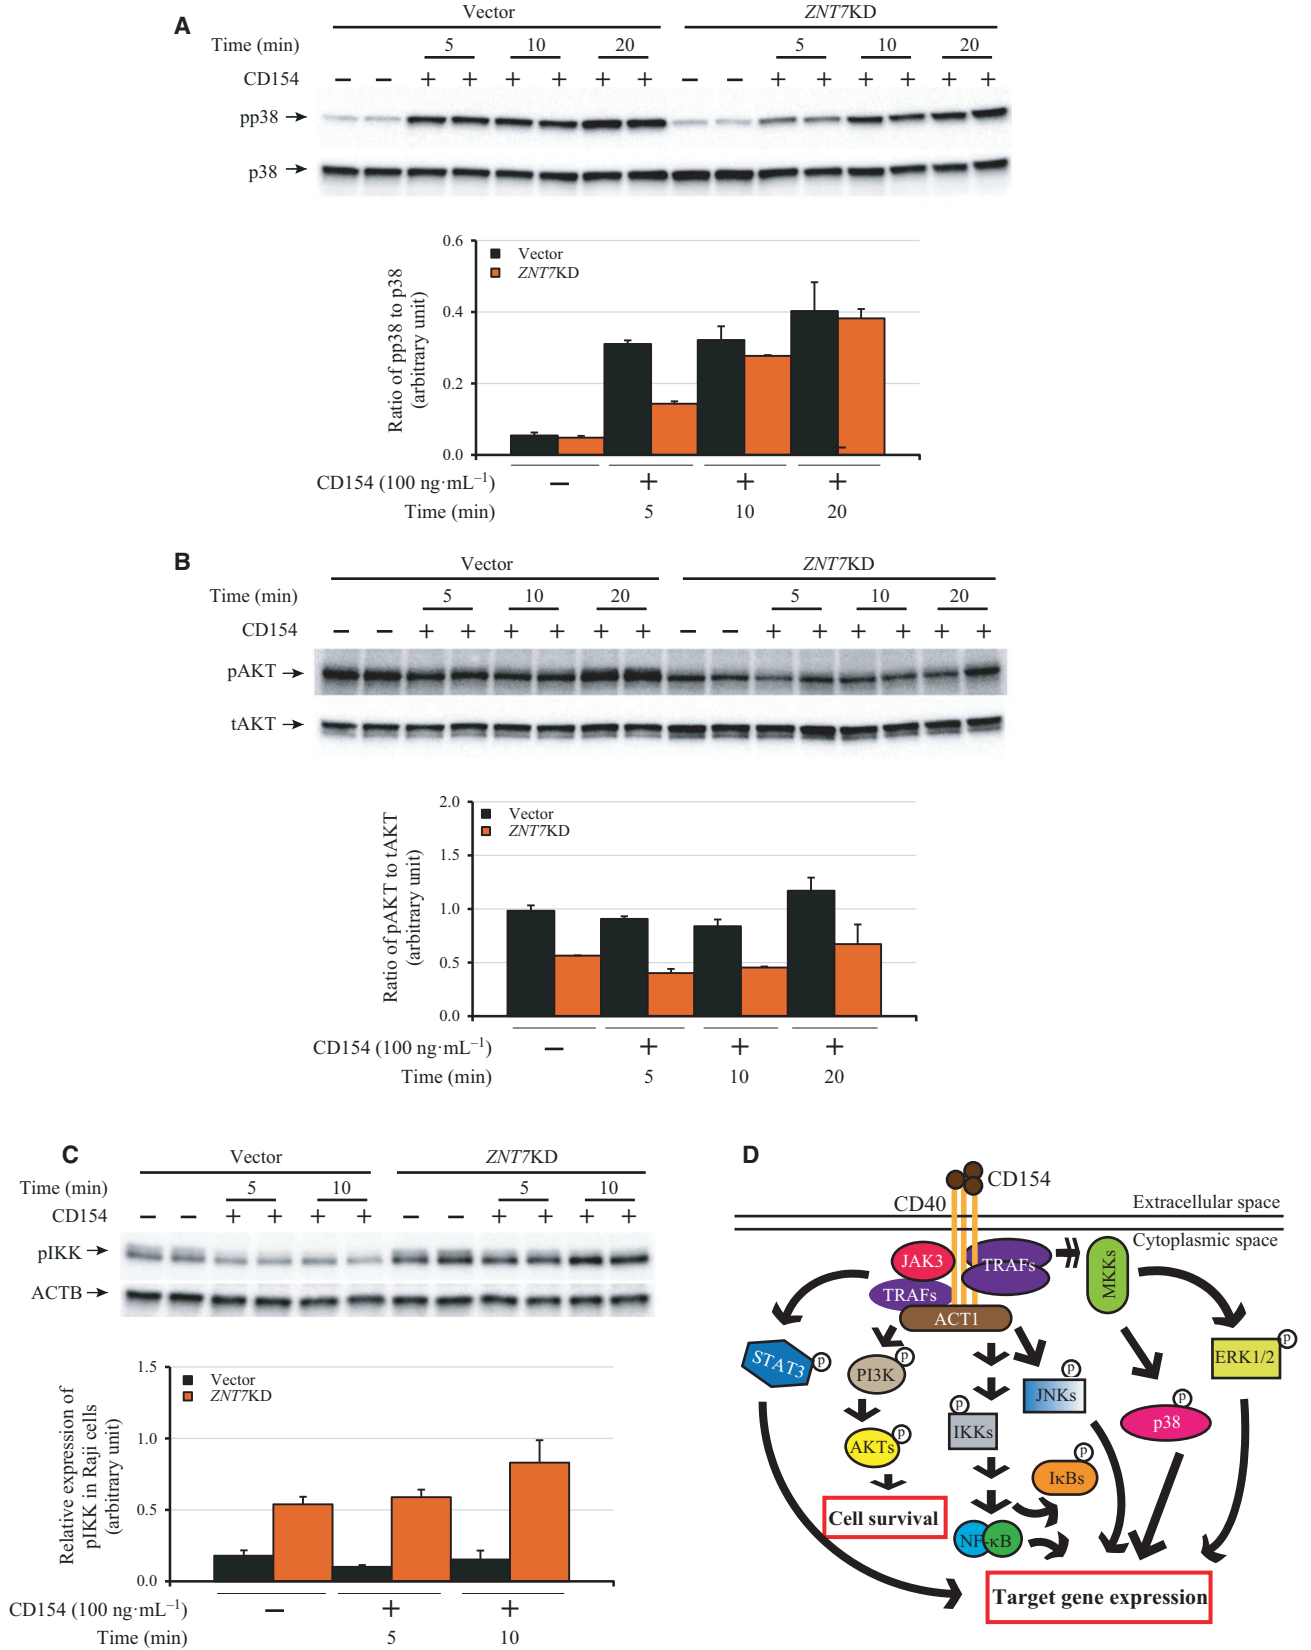 A
Vector ZNT7KD
Time (min) 5 10 20 5 10 20
CD154 − − + + + + + + − − + + + + + +
pp38
p38
0.6
0.4
0.2
0.0
Ratio of pp38 to p38
(arbitrary unit)
Vector
ZNT7KD
CD154 (100 ng·mL⁻¹) − + + +
Time (min) 5 10 20
B
Vector ZNT7KD
Time (min) 5 10 20 5 10 20
CD154 − − + + + + + + − − + + + + + +
pAKT
tAKT
2.0
1.5
1.0
0.5
0.0
Ratio of pAKT to tAKT
(arbitrary unit)
Vector
ZNT7KD
CD154 (100 ng·mL⁻¹) − + + +
Time (min) 5 10 20
C
Vector ZNT7KD
Time (min) 5 10 5 10
CD154 − − + + + + − − + + + +
pIKK
ACTB
1.5
1.0
0.5
0.0
Relative expression of
pIKK in Raji cells
(arbitrary unit)
Vector
ZNT7KD
CD154 (100 ng·mL⁻¹) − + +
Time (min) 5 10
D
CD154
CD40
Extracellular space
Cytoplasmic space
JAK3
TRAFs
TRAFs
ACT1
MKKs
STAT3 p
PI3K p
AKTs p
Cell survival
IKKs p
JNKs p
p38 p
ERK1/2 p
IκBs p
NF-κB
Target gene expression